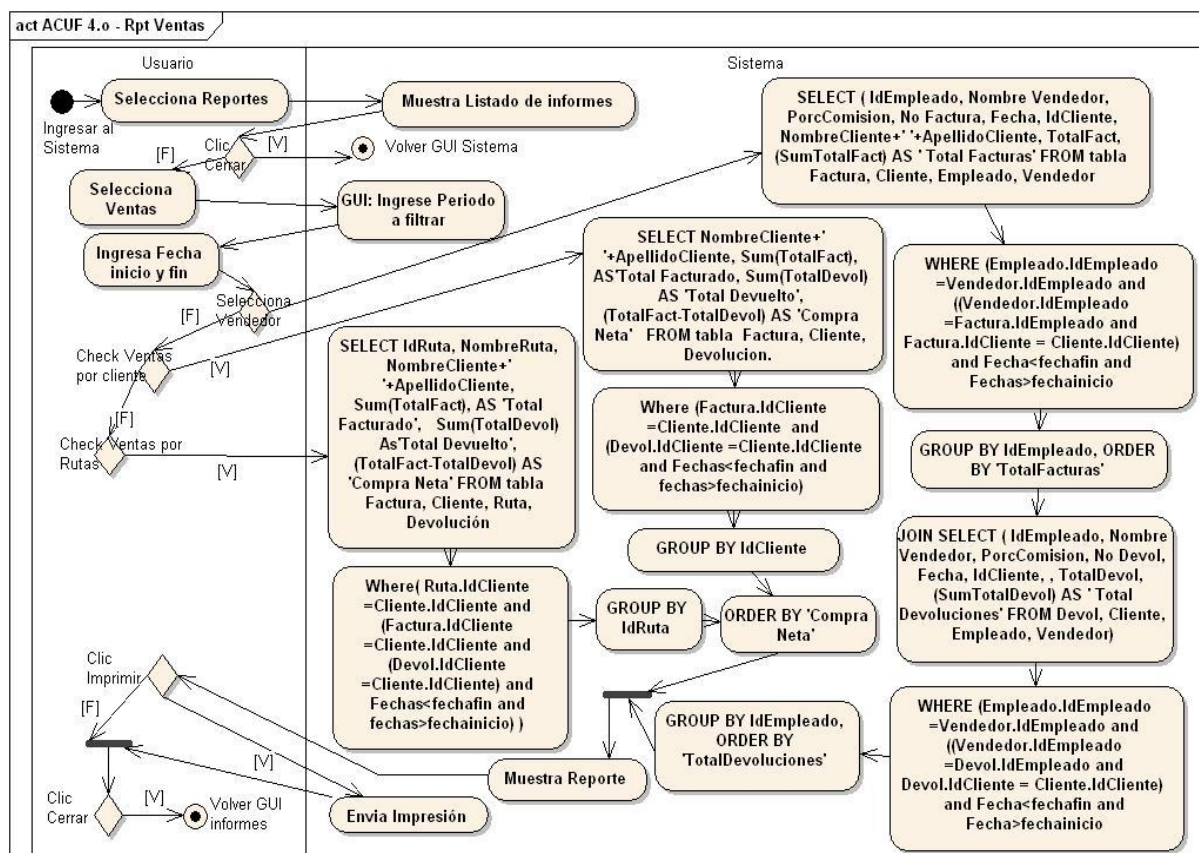 act ACUF 4.o - Rpt Ventas
Usuario
Sistema
Ingresar al
Sistema
Selecciona Reportes
Muestra Listado de informes
Clic
Cerrar
[V]
[F]
Volver GUI Sistema
Selecciona
Ventas
GUI: Ingrese Periodo
a filtrar
Ingresa Fecha
inicio y fin
Selecciona
Vendedor
[F]
Check Ventas
por cliente
[V]
[F]
Check Ventas por
Rutas
[V]
SELECT ( IdEmpleado, Nombre Vendedor,
PorcComision, No Factura, Fecha, IdCliente,
NombreCliente+' '+ApellidoCliente, TotalFact,
(SumTotalFact) AS ' Total Facturas' FROM tabla
Factura, Cliente, Empleado, Vendedor
WHERE (Empleado.IdEmpleado
=Vendedor.IdEmpleado and
((Vendedor.IdEmpleado
=Factura.IdEmpleado and
Factura.IdCliente = Cliente.IdCliente)
and Fecha<fechafin and
Fechas>fechainicio
GROUP BY IdEmpleado, ORDER
BY 'TotalFacturas'
JOIN SELECT ( IdEmpleado, Nombre
Vendedor, PorcComision, No Devol,
Fecha, IdCliente, , TotalDevol,
(SumTotalDevol) AS ' Total
Devoluciones' FROM Devol, Cliente,
Empleado, Vendedor)
WHERE (Empleado.IdEmpleado
=Vendedor.IdEmpleado and
((Vendedor.IdEmpleado
=Devol.IdEmpleado and
Devol.IdCliente = Cliente.IdCliente)
and Fecha<fechafin and
Fecha>fechainicio
GROUP BY IdEmpleado,
ORDER BY
'TotalDevoluciones'
SELECT NombreCliente+'
'+ApellidoCliente, Sum(TotalFact),
AS'Total Facturado, Sum(TotalDevol)
AS 'Total Devuelto',
(TotalFact-TotalDevol) AS 'Compra
Neta' FROM tabla Factura, Cliente,
Devolucion.
Where (Factura.IdCliente
=Cliente.IdCliente and
(Devol.IdCliente =Cliente.IdCliente
and Fechas<fechafin and
fechas>fechainicio)
GROUP BY IdCliente
ORDER BY 'Compra
Neta'
SELECT IdRuta, NombreRuta,
NombreCliente+'
'+ApellidoCliente,
Sum(TotalFact), AS 'Total
Facturado', Sum(TotalDevol)
As'Total Devuelto',
(TotalFact-TotalDevol) AS
'Compra Neta' FROM tabla
Factura, Cliente, Ruta,
Devolución
Where( Ruta.IdCliente
=Cliente.IdCliente and
(Factura.IdCliente
=Cliente.IdCliente and
(Devol.IdCliente
=Cliente.IdCliente) and
Fechas<fechafin and
fechas>fechainicio) )
GROUP BY
IdRuta
Muestra Reporte
Clic
Imprimir
[F]
[V]
Envia Impresión
Clic
Cerrar
[V]
Volver GUI
informes